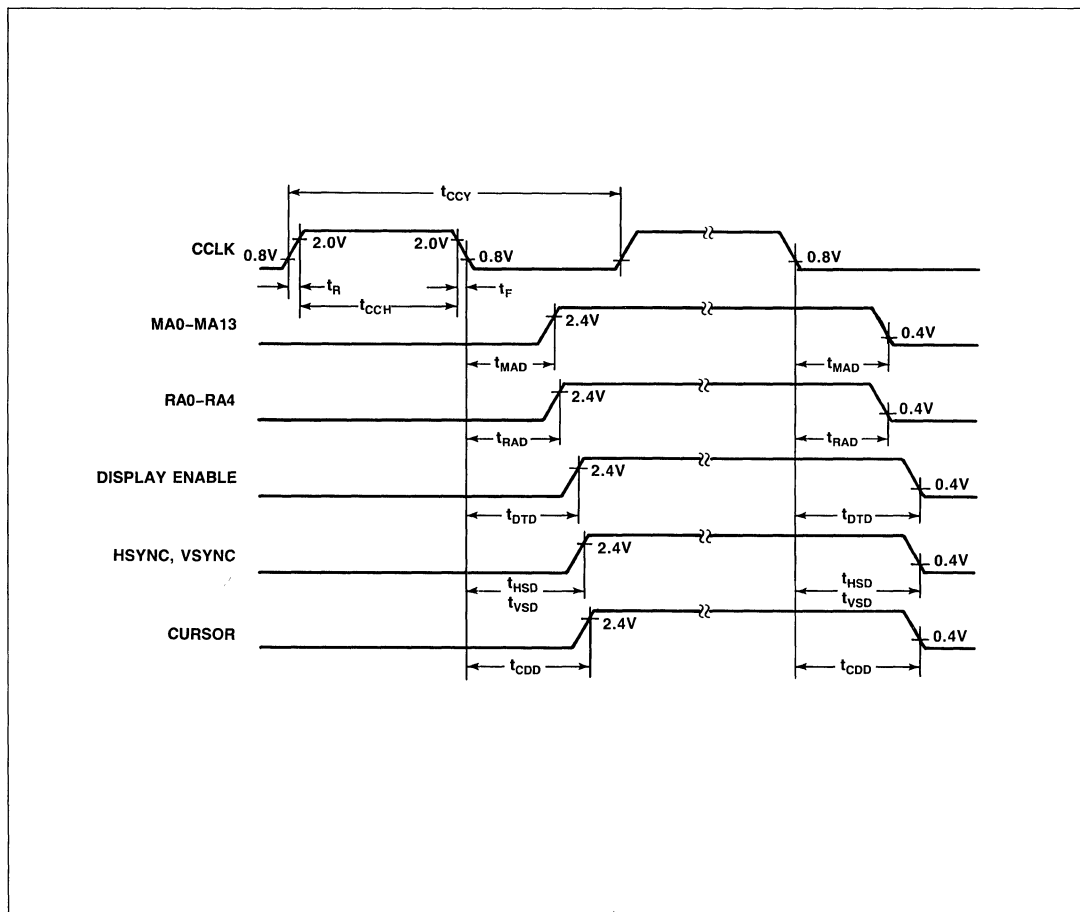 tCCY
CCLK
0.8V
2.0V
2.0V
0.8V
0.8V
tR
tF
tCCH
MA0–MA13
2.4V
0.4V
tMAD
tMAD
RA0–RA4
2.4V
0.4V
tRAD
tRAD
DISPLAY ENABLE
2.4V
0.4V
tDTD
tDTD
HSYNC, VSYNC
2.4V
0.4V
tHSD
tHSD
tVSD
tVSD
CURSOR
2.4V
0.4V
tCDD
tCDD